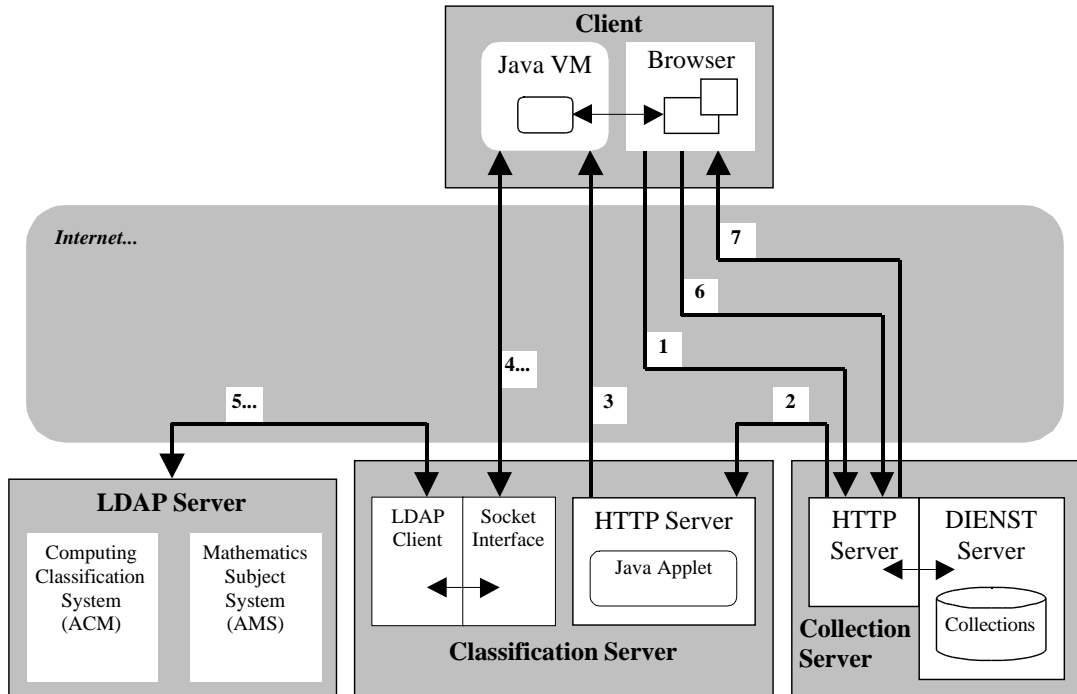 Client
Java VM
Browser
Internet...
7
6
1
4...
3
2
5...
LDAP Server
Computing
Classification
System
(ACM)
Mathematics
Subject
System
(AMS)
LDAP
Client
Socket
Interface
HTTP Server
Java Applet
Classification Server
HTTP
Server
DIENST
Server
Collections
Collection
Server